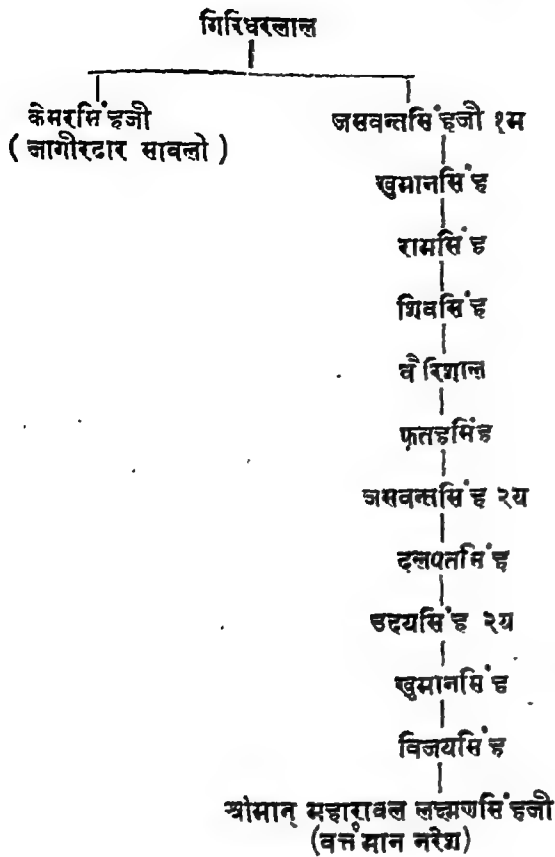 गिरिधरलाल
केसरसिंहजी
जसवन्तसिंहजी १म
( जागीरदार सावली )
खुमानसिंह
रामसिंह
शिवसिंह
वैरिशाल
फ़तहसिंह
जसवन्तसिंह २य
दलपतसिंह
उदयसिंह २य
खुमानसिंह
विजयसिंह
श्रीमान् महारावल लक्ष्मणसिंहजी
(वर्त्तमान नरेश)